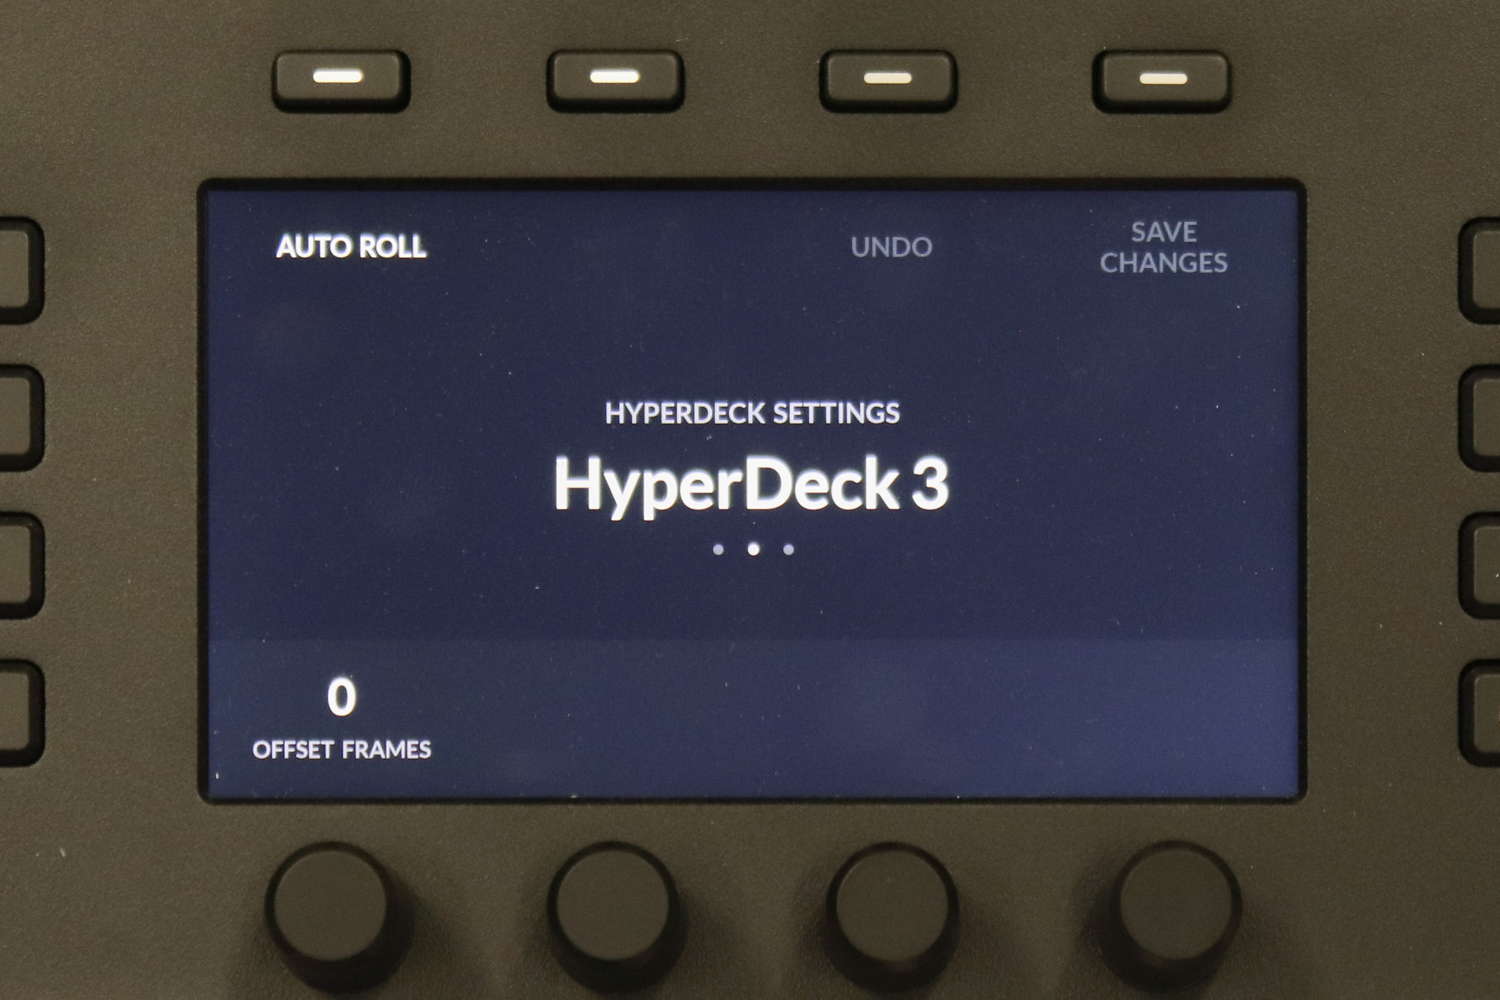 AUTO ROLL
UNDO
SAVE
CHANGES
HYPERDECK SETTINGS
HyperDeck 3
0
OFFSET FRAMES